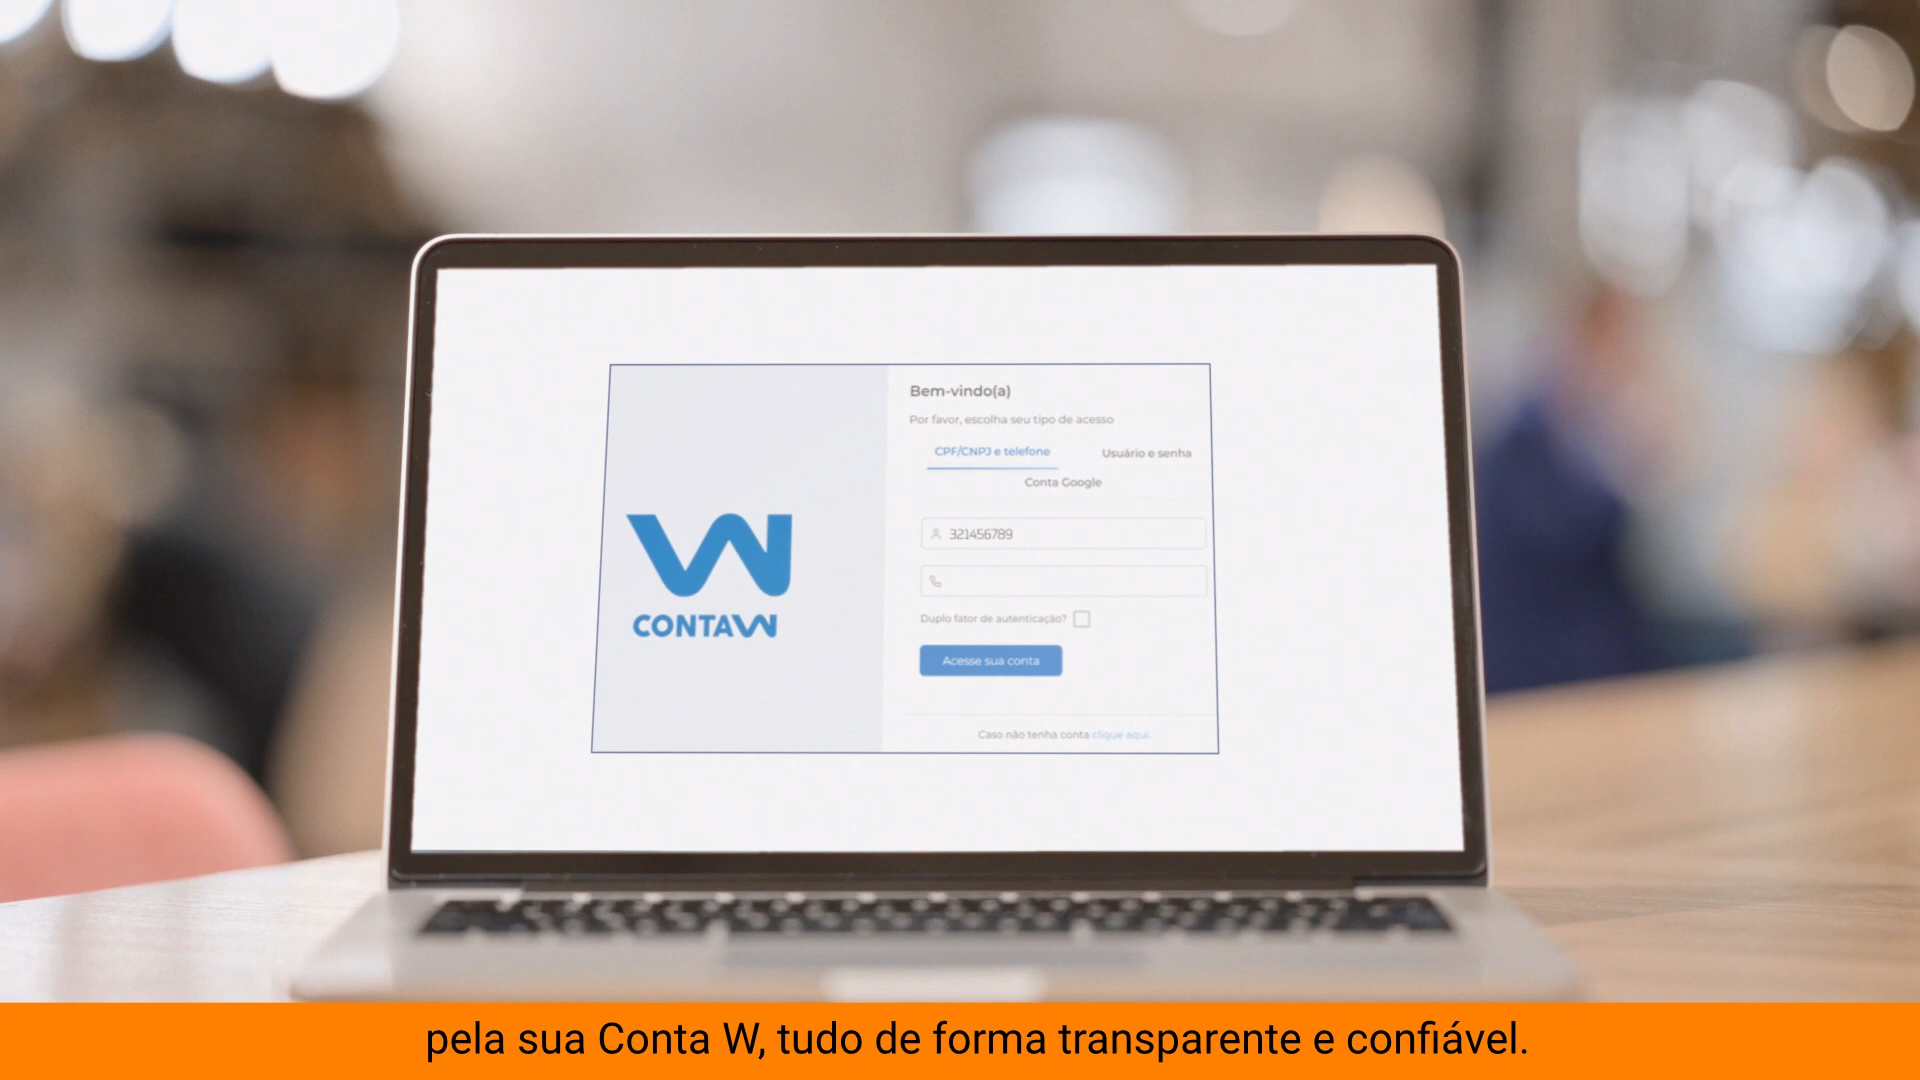 Bem-vindo(a)
Por favor, escolha seu tipo de acesso
CPF/CNPJ e telefone
Usuário e senha
Conta Google
321456789
Duplo fator de autenticação?
Acesse sua conta
Caso não tenha conta clique aqui.
W
CONTAW
pela sua Conta W, tudo de forma transparente e confiável.